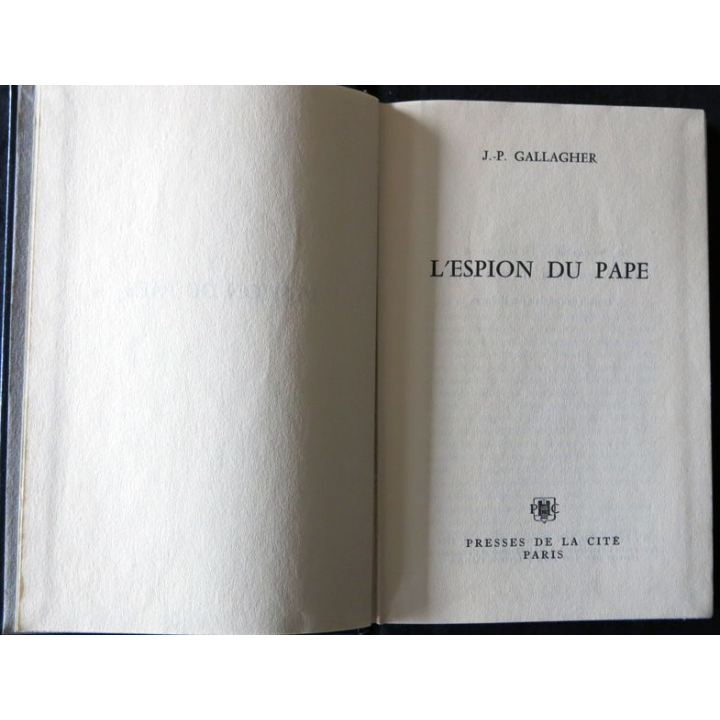 J.-P. GALLAGHER
L'ESPION DU PAPE
PRESSES DE LA CITÉ
PARIS